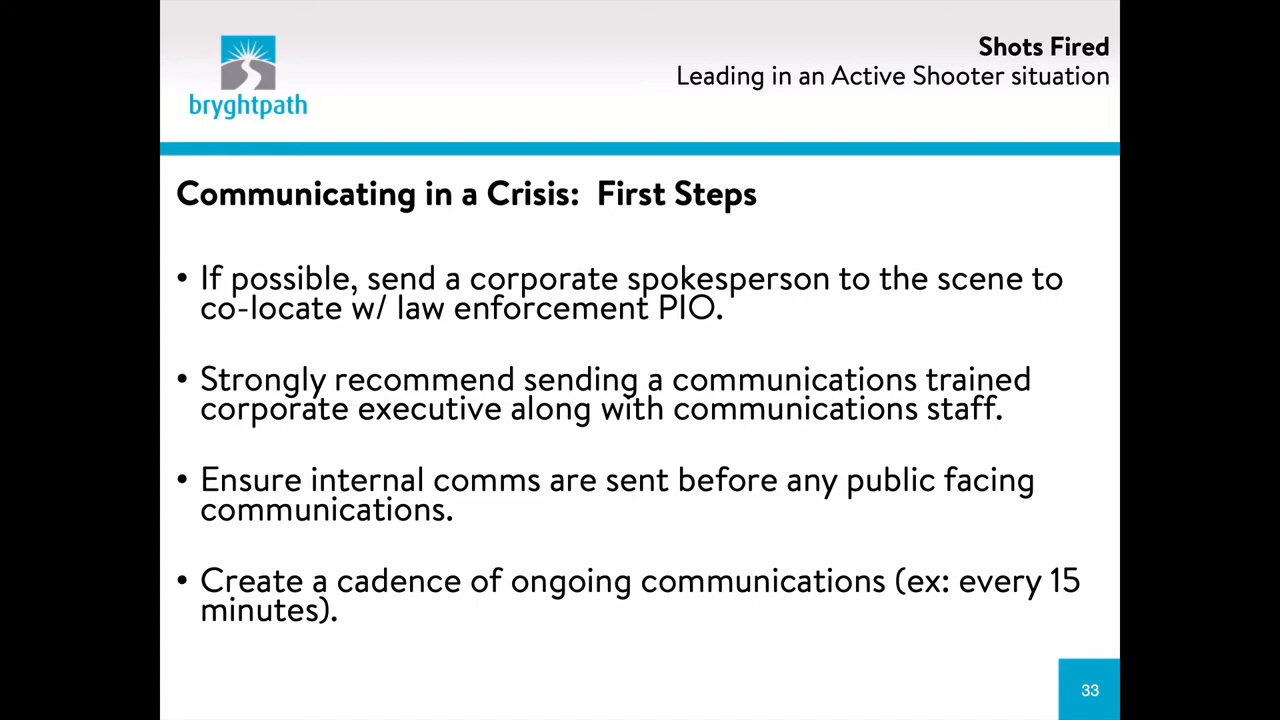 bryghtpath
Shots Fired
Leading in an Active Shooter situation
Communicating in a Crisis:  First Steps
• If possible, send a corporate spokesperson to the scene to
co-locate w/ law enforcement PIO.
• Strongly recommend sending a communications trained
corporate executive along with communications staff.
• Ensure internal comms are sent before any public facing
communications.
• Create a cadence of ongoing communications (ex: every 15
minutes).
33